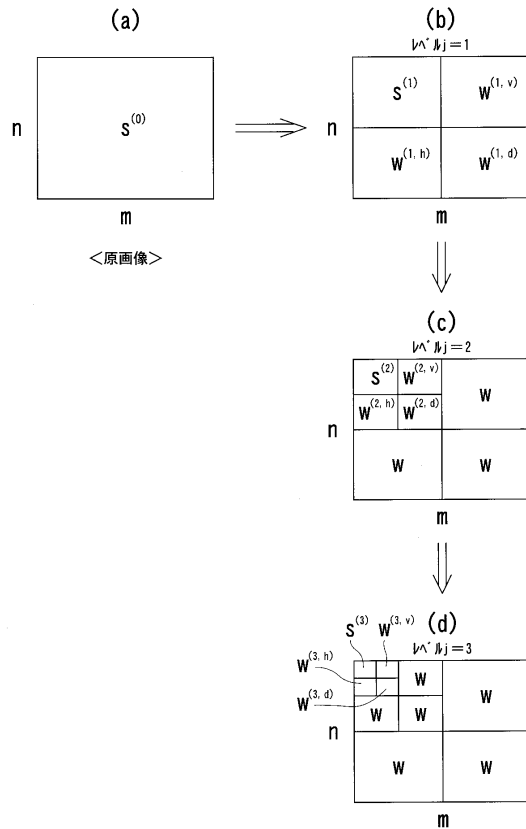 (a)
n
S^(0)
m
＜原画像＞
(b)
ﾚﾍﾞﾙj=1
S^(1)
W^(1, v)
n
W^(1, h)
W^(1, d)
m
(c)
ﾚﾍﾞﾙj=2
S^(2)
W^(2, v)
W
W^(2, h)
W^(2, d)
n
W
W
m
(d)
ﾚﾍﾞﾙj=3
S^(3)
W^(3, v)
W^(3, h)
W^(3, d)
W
W
W
W
n
W
W
m